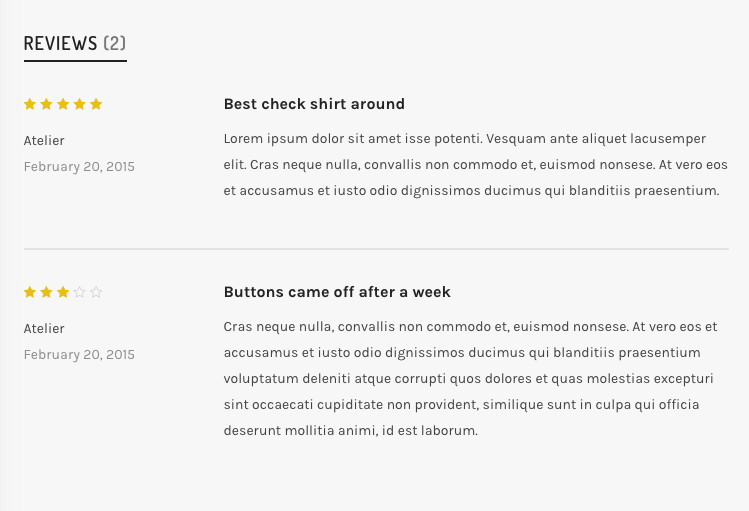 REVIEWS (2)
Best check shirt around
Atelier
February 20, 2015
Lorem ipsum dolor sit amet isse potenti. Vesquam ante aliquet lacusemper
elit. Cras neque nulla, convallis non commodo et, euismod nonsese. At vero eos
et accusamus et iusto odio dignissimos ducimus qui blanditiis praesentium.
Buttons came off after a week
Atelier
February 20, 2015
Cras neque nulla, convallis non commodo et, euismod nonsese. At vero eos et
accusamus et iusto odio dignissimos ducimus qui blanditiis praesentium
voluptatum deleniti atque corrupti quos dolores et quas molestias excepturi
sint occaecati cupiditate non provident, similique sunt in culpa qui officia
deserunt mollitia animi, id est laborum.